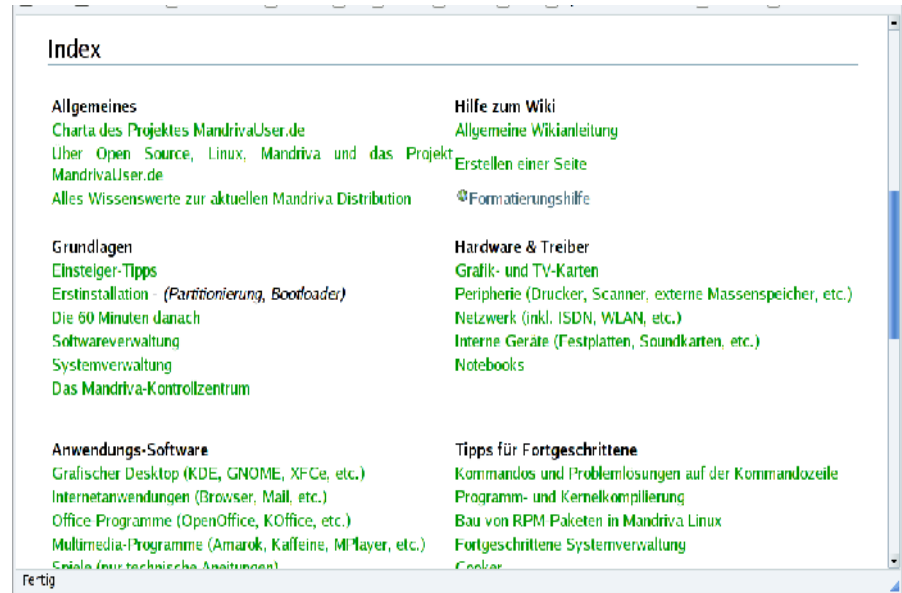 Index
Allgemeines
Charta des Projektes MandrivaUser.de
Über Open Source, Linux, Mandriva und das Projekt
MandrivaUser.de
Alles Wissenswerte zur aktuellen Mandriva Distribution
Hilfe zum Wiki
Allgemeine Wikianleitung
Erstellen einer Seite
Formatierungshilfe
Grundlagen
Einsteiger-Tipps
Erstinstallation - (Partitionierung, Bootloader)
Die 60 Minuten danach
Softwareverwaltung
Systemverwaltung
Das Mandriva-Kontrollzentrum
Hardware & Treiber
Grafik- und TV-Karten
Peripherie (Drucker, Scanner, externe Massenspeicher, etc.)
Netzwerk (inkl. ISDN, WLAN, etc.)
Interne Geräte (Festplatten, Soundkarten, etc.)
Notebooks
Anwendungs-Software
Grafischer Desktop (KDE, GNOME, XFCe, etc.)
Internetanwendungen (Browser, Mail, etc.)
Office Programme (OpenOffice, KOffice, etc.)
Multimedia-Programme (Amarok, Kaffeine, MPlayer, etc.)
Spiele (nur technische Aneitungen)
Tipps für Fortgeschrittene
Kommandos und Problemlosungen auf der Kommandozeile
Programm- und Kernelkompilierung
Bau von RPM Paketen in Mandriva Linux
Fortgeschrittene Systemverwaltung
Cooker
Fertig